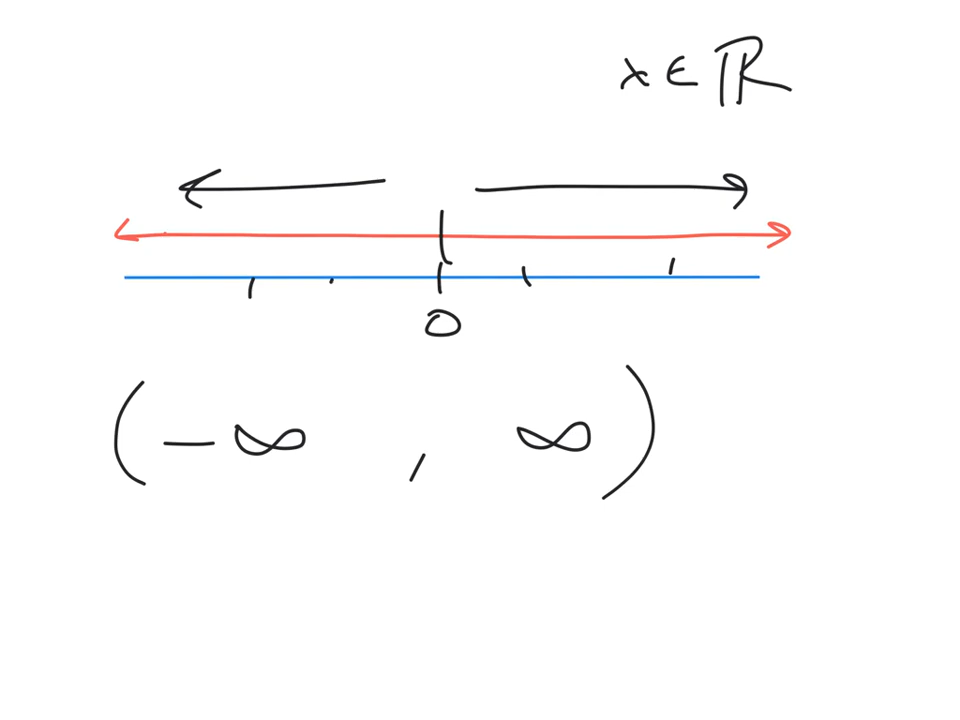 x ∈ ℝ
0
(-∞ , ∞)